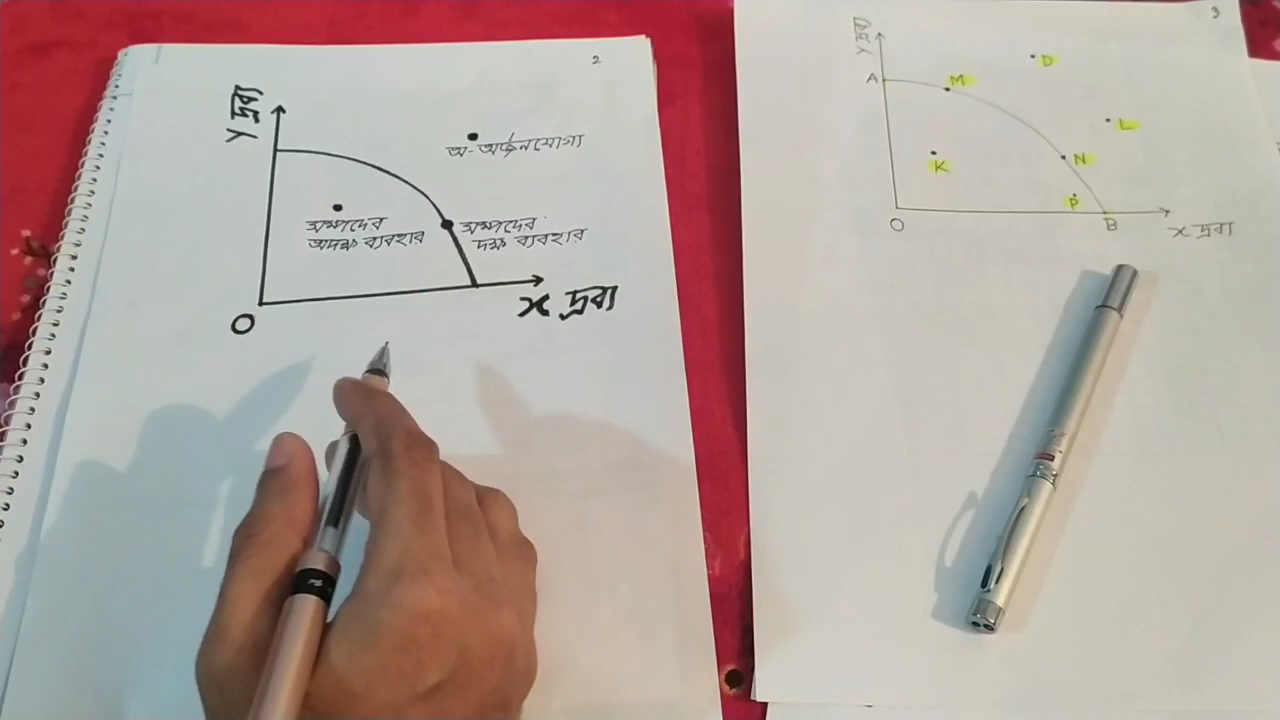 2
Y দ্রব্য
অ-অর্জনযোগ্য
সম্পদের
অদক্ষ ব্যবহার
সম্পদের
দক্ষ ব্যবহার
O
X দ্রব্য
3
Y দ্রব্য
A
M
D
L
K
N
P
O
B
X দ্রব্য